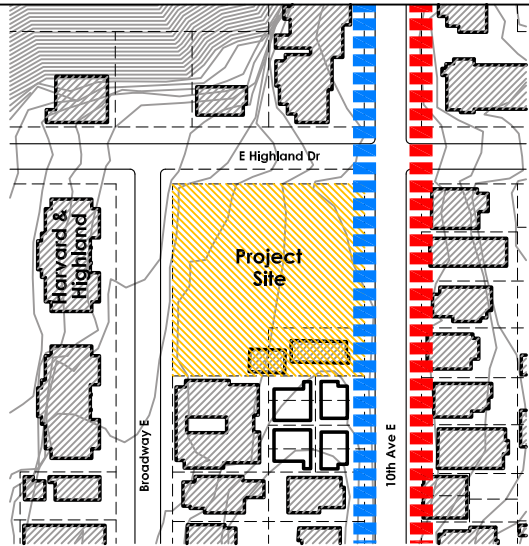 E Highland Dr
Harvard &
Highland
Project
Site
Broadway E
10th Ave E